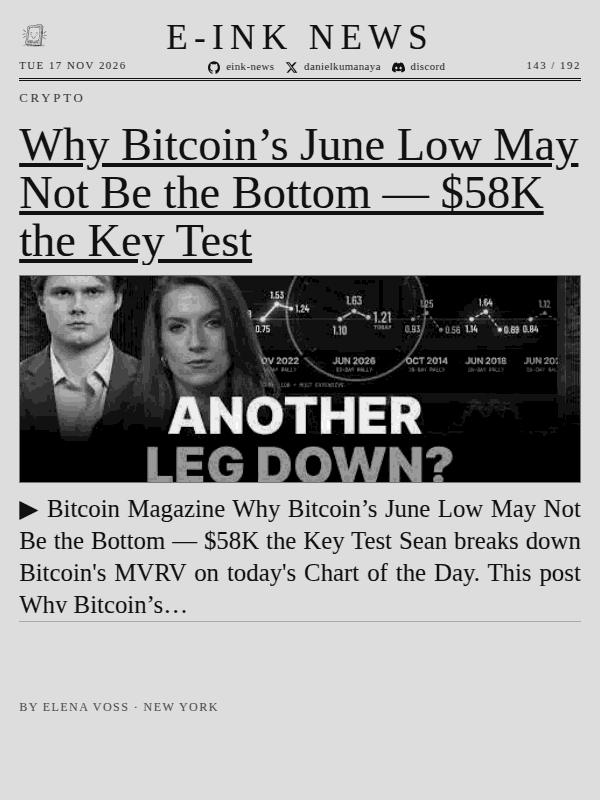 E-INK NEWS
TUE 17 NOV 2026
eink-news danielkumanaya discord
143 / 192
CRYPTO
Why Bitcoin’s June Low May
Not Be the Bottom — $58K
the Key Test
1.53 1.24 0.75
1.63 1.10 1.21
TODAY
1.25 0.93 0.56
1.64 1.14 0.69
1.12 0.84
OV 2022 JUN 2026 OCT 2014 JUN 2018 JUN 202
ANOTHER
LEG DOWN?
▶ Bitcoin Magazine Why Bitcoin’s June Low May Not
Be the Bottom — $58K the Key Test Sean breaks down
Bitcoin's MVRV on today's Chart of the Day. This post
Why Bitcoin’s…
BY ELENA VOSS · NEW YORK